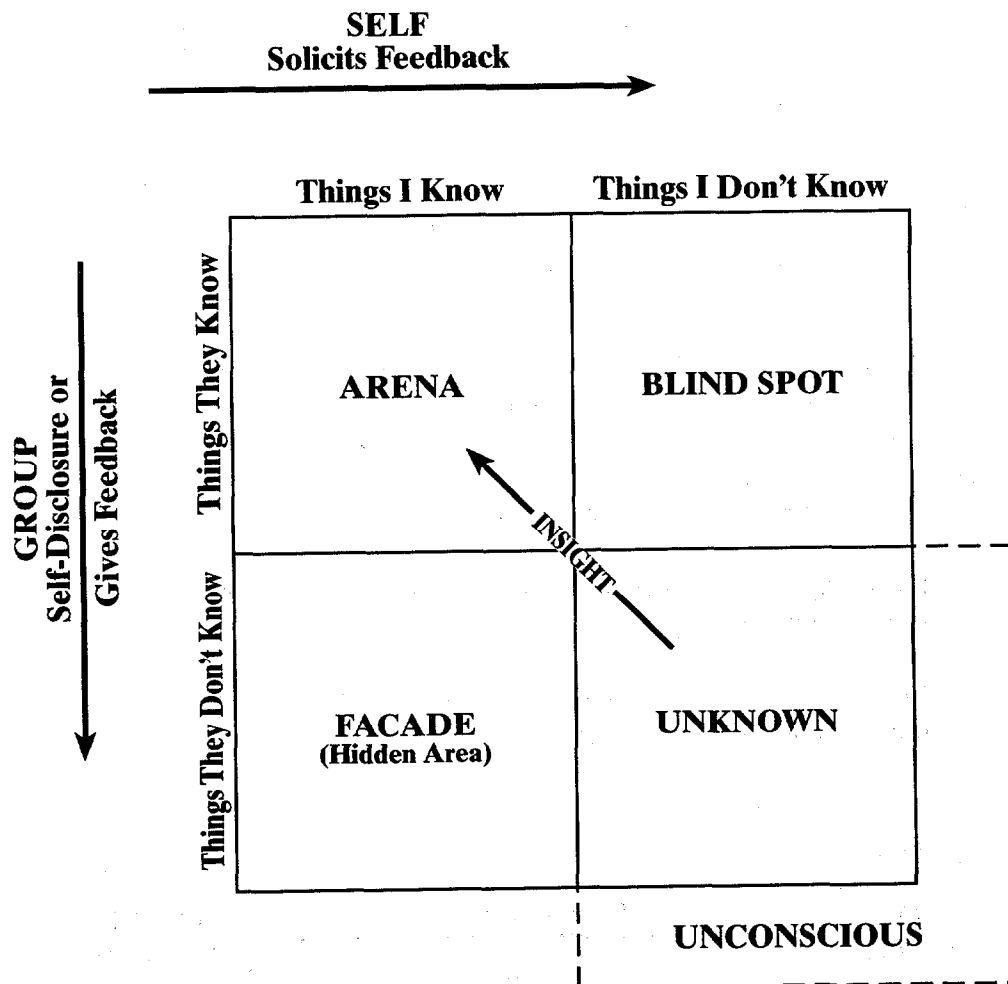 SELF
Solicits Feedback
Things I Know
Things I Don't Know
GROUP
Self-Disclosure or
Gives Feedback
Things They Know
ARENA
BLIND SPOT
INSIGHT
Things They Don't Know
FACADE
(Hidden Area)
UNKNOWN
UNCONSCIOUS